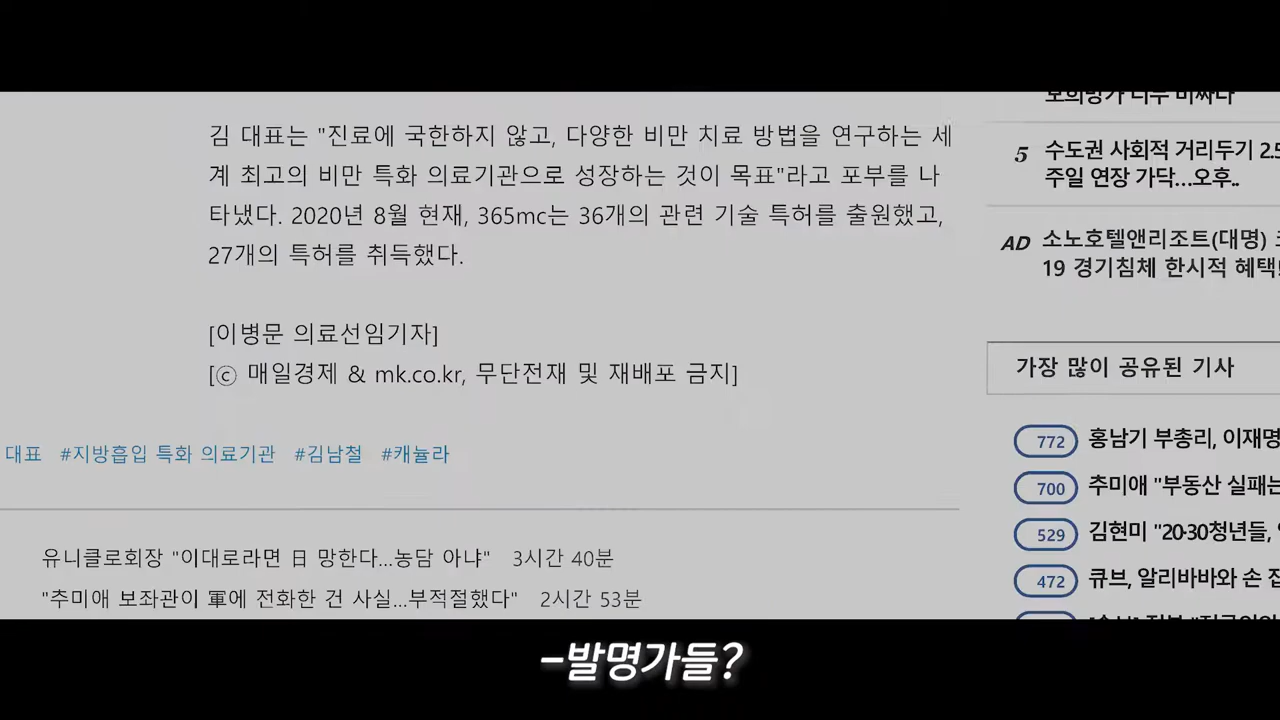 김 대표는 "진료에 국한하지 않고, 다양한 비만 치료 방법을 연구하는 세
계 최고의 비만 특화 의료기관으로 성장하는 것이 목표"라고 포부를 나
타냈다. 2020년 8월 현재, 365mc는 36개의 관련 기술 특허를 출원했고,
27개의 특허를 취득했다.
[이병문 의료선임기자]
[ⓒ 매일경제 & mk.co.kr, 무단전재 및 재배포 금지]
대표 #지방흡입 특화 의료기관 #김남철 #캐뉼라
유니클로회장 "이대로라면 日 망한다...농담 아냐" 3시간 40분
"추미애 보좌관이 軍에 전화한 건 사실...부적절했다" 2시간 53분
5 수도권 사회적 거리두기 2.5
주일 연장 가닥...오후..
AD 소노호텔앤리조트(대명)
19 경기침체 한시적 혜택
가장 많이 공유된 기사
772 홍남기 부총리, 이재명
700 추미애 "부동산 실패는
529 김현미 "20·30청년들,
472 큐브, 알리바바와 손
-발명가들?